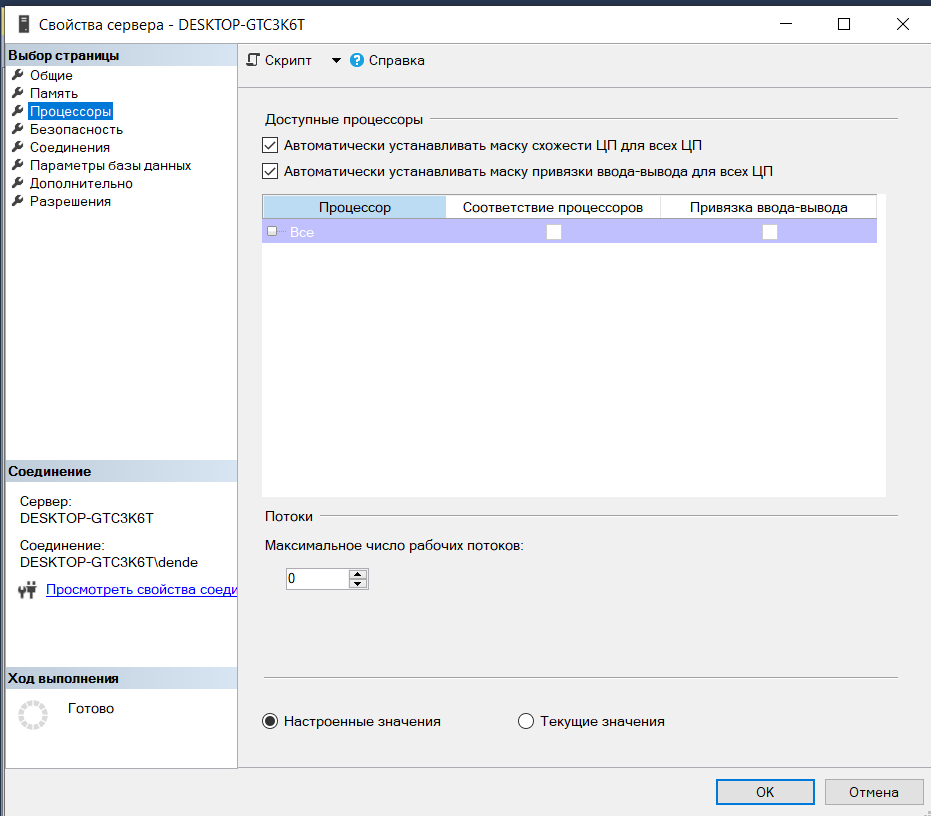 Свойства сервера - DESKTOP-GTC3K6T
Выбор страницы
Общие
Память
Процессоры
Безопасность
Соединения
Параметры базы данных
Дополнительно
Разрешения
Соединение
Сервер:
DESKTOP-GTC3K6T
Соединение:
DESKTOP-GTC3K6T\dende
Просмотреть свойства соеди
Ход выполнения
Готово
Скрипт
Справка
Доступные процессоры
Автоматически устанавливать маску схожести ЦП для всех ЦП
Автоматически устанавливать маску привязки ввода-вывода для всех ЦП
Процессор Соответствие процессоров Привязка ввода-вывода
Все
Потоки
Максимальное число рабочих потоков:
0
Настроенные значения Текущие значения
OK Отмена